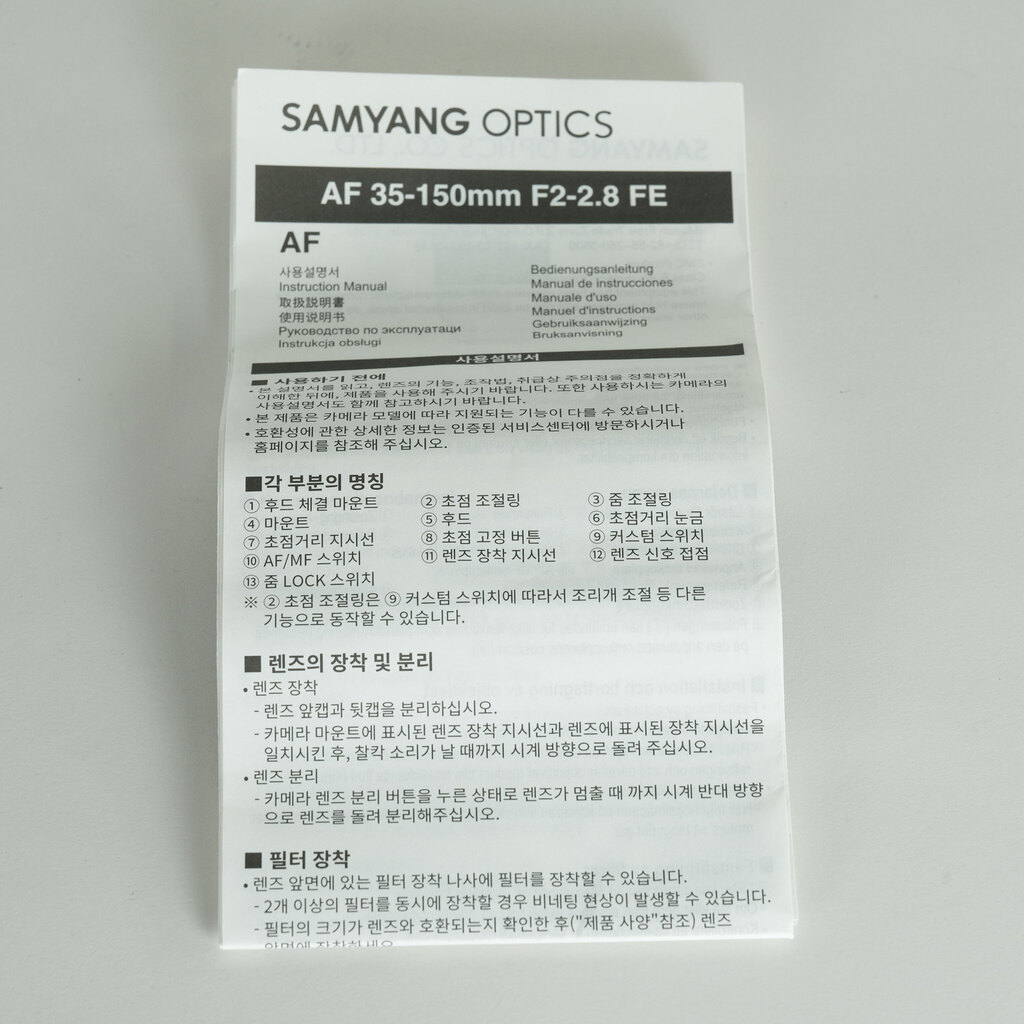 SAMYANG OPTICS
AF 35-150mm F2-2.8 FE
AF
사용설명서
Instruction Manual
取扱説明書
使用说明书
Руководство по эксплуатаци
Instrukcja obsługi
Bedienungsanleitung
Manual de instrucciones
Manuale d'uso
Manuel d'instructions
Gebruiksaanwijzing
Bruksanvisning
사용설명서
■ 사용하기 전에
• 본 설명서를 읽고, 렌즈의 기능, 조작법, 취급상 주의점을 정확하게
이해한 뒤에, 제품을 사용해 주시기 바랍니다. 또한 사용하시는 카메라의
사용설명서도 함께 참고하시기 바랍니다.
• 본 제품은 카메라 모델에 따라 지원되는 기능이 다를 수 있습니다.
• 호환성에 관한 상세한 정보는 인증된 서비스센터에 방문하시거나
홈페이지를 참조해 주십시오.
■각 부분의 명칭
① 후드 체결 마운트 ② 초점 조절링 ③ 줌 조절링
④ 마운트 ⑤ 후드 ⑥ 초점거리 눈금
⑦ 초점거리 지시선 ⑧ 초점 고정 버튼 ⑨ 커스텀 스위치
⑩ AF/MF 스위치 ⑪ 렌즈 장착 지시선 ⑫ 렌즈 신호 접점
⑬ 줌 LOCK 스위치
※ ② 초점 조절링은 ⑨ 커스텀 스위치에 따라서 조리개 조절 등 다른
기능으로 동작할 수 있습니다.
■ 렌즈의 장착 및 분리
• 렌즈 장착
- 렌즈 앞캡과 뒷캡을 분리하십시오.
- 카메라 마운트에 표시된 렌즈 장착 지시선과 렌즈에 표시된 장착 지시선을
일치시킨 후, 찰칵 소리가 날 때까지 시계 방향으로 돌려 주십시오.
• 렌즈 분리
- 카메라 렌즈 분리 버튼을 누른 상태로 렌즈가 멈출 때 까지 시계 반대 방향
으로 렌즈를 돌려 분리해주십시오.
■ 필터 장착
• 렌즈 앞면에 있는 필터 장착 나사에 필터를 장착할 수 있습니다.
- 2개 이상의 필터를 동시에 장착할 경우 비네팅 현상이 발생할 수 있습니다.
- 필터의 크기가 렌즈와 호환되는지 확인한 후("제품 사양"참조) 렌즈